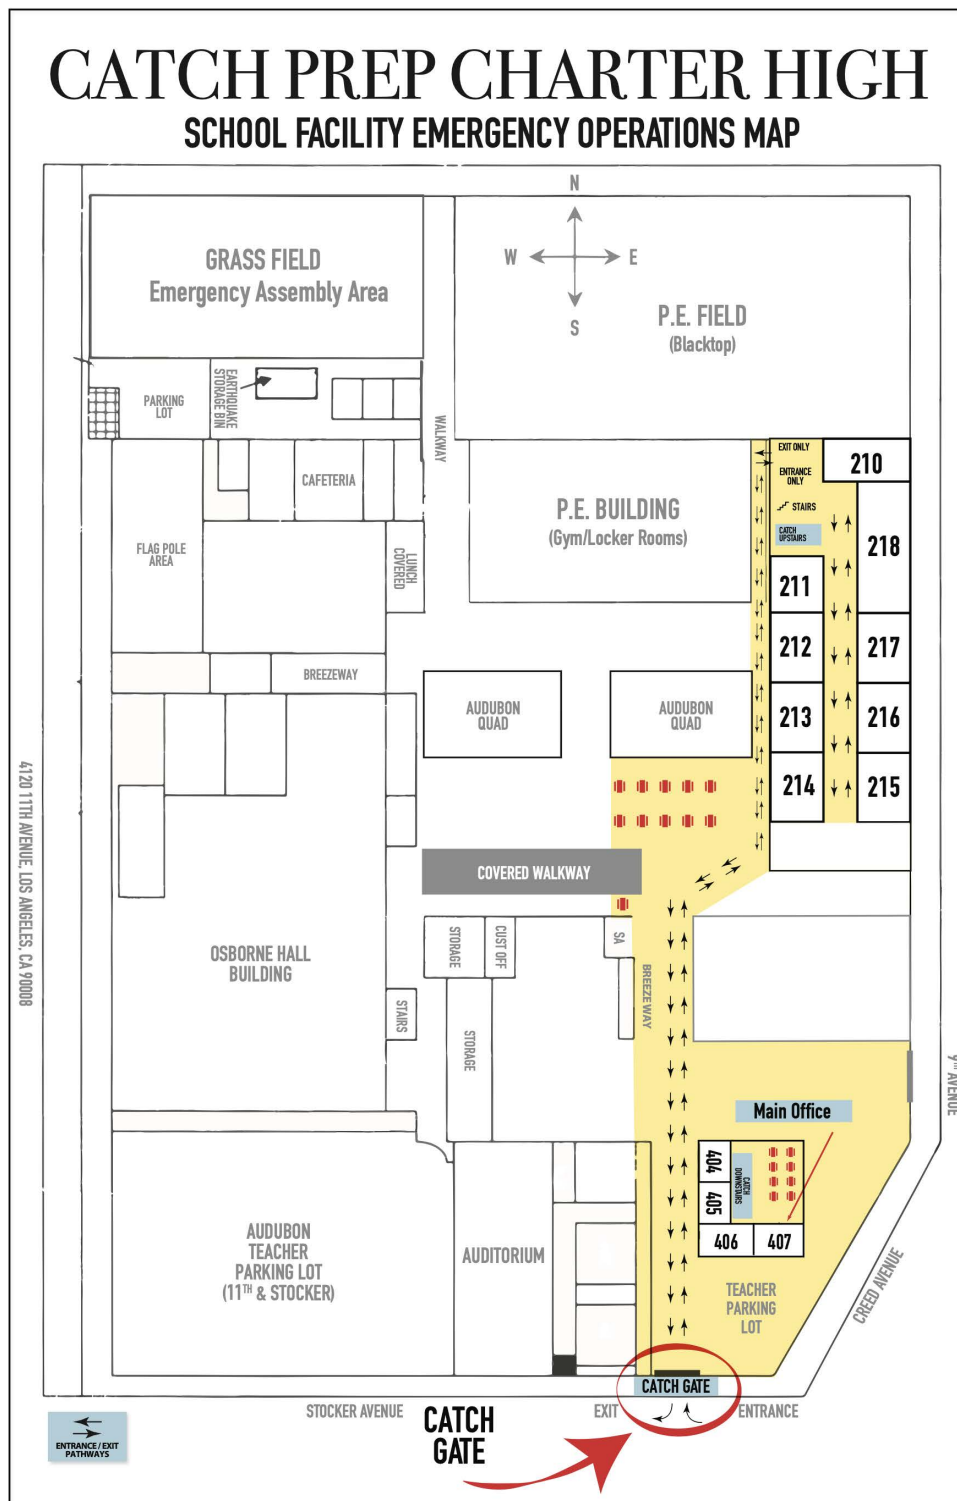 CATCH PREP CHARTER HIGH
SCHOOL FACILITY EMERGENCY OPERATIONS MAP
N
W
E
S
GRASS FIELD
Emergency Assembly Area
P.E. FIELD
(Blacktop)
PARKING
LOT
EARTHQUAKE
STORAGE BIN
WALKWAY
CAFETERIA
P.E. BUILDING
(Gym/Locker Rooms)
EXIT ONLY
ENTRANCE
ONLY
STAIRS
CATCH
UPSTAIRS
210
218
211
FLAG POLE
AREA
LUNCH
COVERED
212
217
BREEZEWAY
AUDUBON
QUAD
AUDUBON
QUAD
213
216
214
215
4120 11TH AVENUE, LOS ANGELES, CA 90008
COVERED WALKWAY
OSBORNE HALL
BUILDING
STORAGE
CUST OFF
SA
BREEZEWAY
STAIRS
STORAGE
9TH AVENUE
Main Office
404
CATCH
DOWNSTAIRS
405
406
407
AUDUBON
TEACHER
PARKING LOT
(11TH & STOCKER)
AUDITORIUM
TEACHER
PARKING
LOT
CREED AVENUE
CATCH GATE
STOCKER AVENUE
EXIT
ENTRANCE
CATCH
GATE
ENTRANCE / EXIT
PATHWAYS